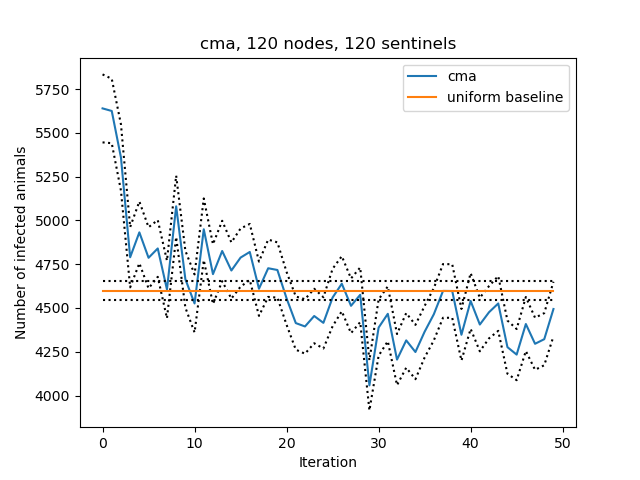 cma, 120 nodes, 120 sentinels
cma
uniform baseline
Number of infected animals
5750
5500
5250
5000
4750
4500
4250
4000
0 10 20 30 40 50
Iteration